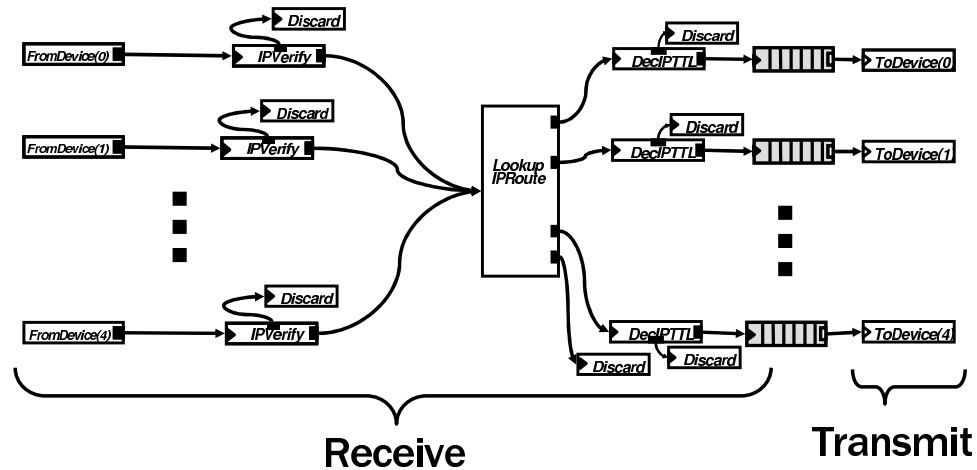 Discard
Discard
FromDevice(0)
IPVerify
DecIPTTL
ToDevice(0
Discard
Discard
FromDevice(1)
IPVerify
DecIPTTL
ToDevice(1
Lookup
IPRoute
Discard
FromDevice(4)
IPVerify
DecIPTTL
ToDevice(4)
Discard
Discard
Receive
Transmit